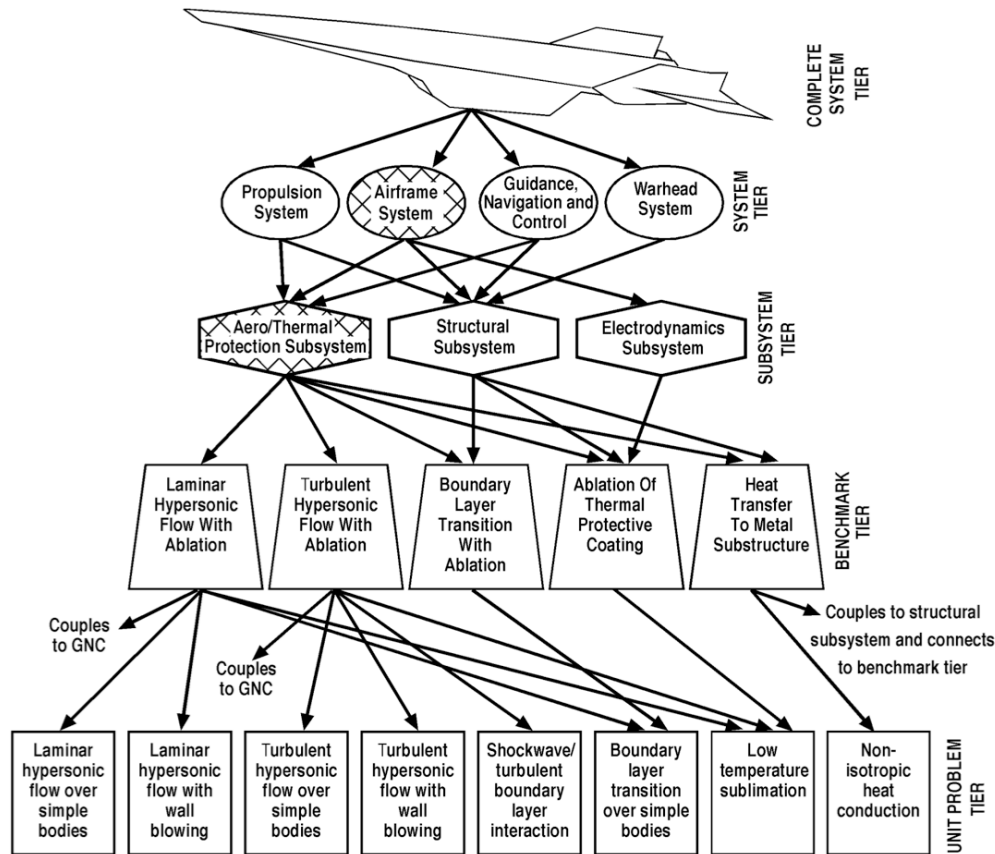 COMPLETE
SYSTEM
TIER
Propulsion
System
Airframe
System
Guidance,
Navigation and
Control
Warhead
System
SYSTEM
TIER
Aero/Thermal
Protection Subsystem
Structural
Subsystem
Electrodynamics
Subsystem
SUBSYSTEM
TIER
Laminar
Hypersonic
Flow With
Ablation
Turbulent
Hypersonic
Flow With
Ablation
Boundary
Layer
Transition
With
Ablation
Ablation Of
Thermal
Protective
Coating
Heat
Transfer
To Metal
Substructure
BENCHMARK
TIER
Couples
to GNC
Couples
to GNC
Couples to structural
subsystem and connects
to benchmark tier
Laminar
hypersonic
flow over
simple
bodies
Laminar
hypersonic
flow with
wall
blowing
Turbulent
hypersonic
flow over
simple
bodies
Turbulent
hypersonic
flow with
wall
blowing
Shockwave/
turbulent
boundary
layer
interaction
Boundary
layer
transition
over simple
bodies
Low
temperature
sublimation
Non-
isotropic
heat
conduction
UNIT PROBLEM
TIER